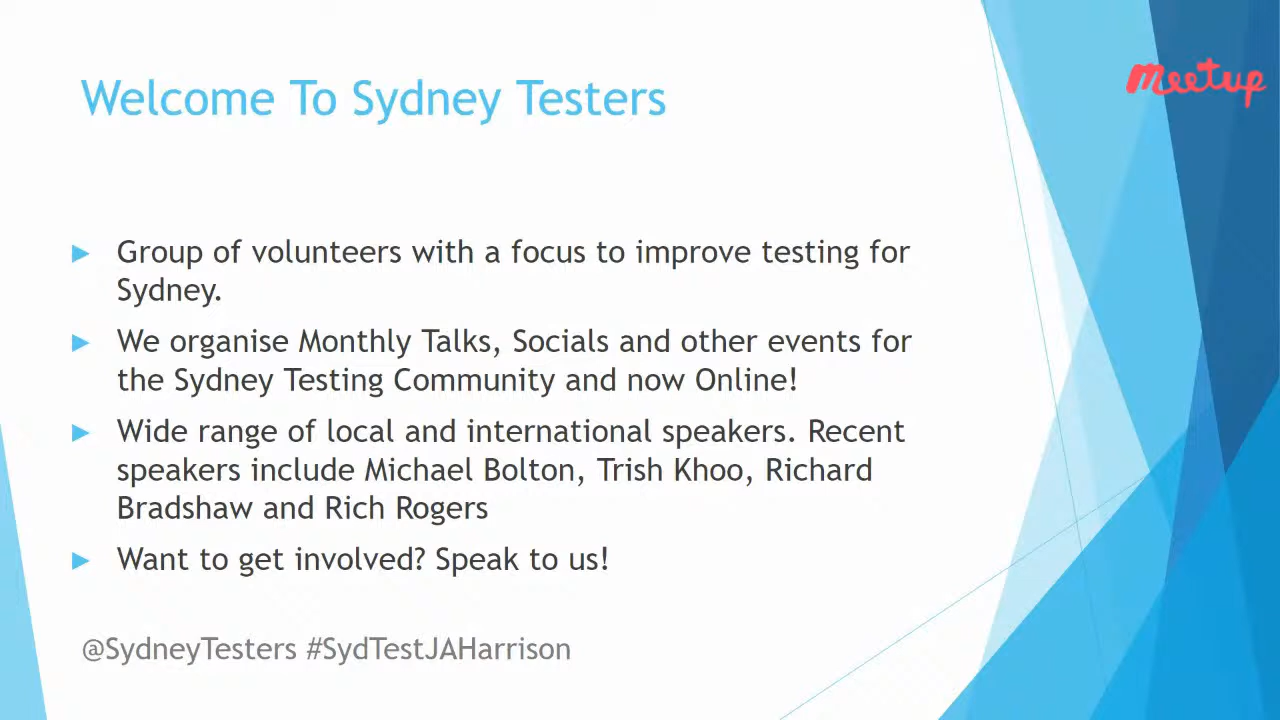 Welcome To Sydney Testers
meetup
Group of volunteers with a focus to improve testing for
Sydney.
We organise Monthly Talks, Socials and other events for
the Sydney Testing Community and now Online!
Wide range of local and international speakers. Recent
speakers include Michael Bolton, Trish Khoo, Richard
Bradshaw and Rich Rogers
Want to get involved? Speak to us!
@SydneyTesters #SydTestJAHarrison